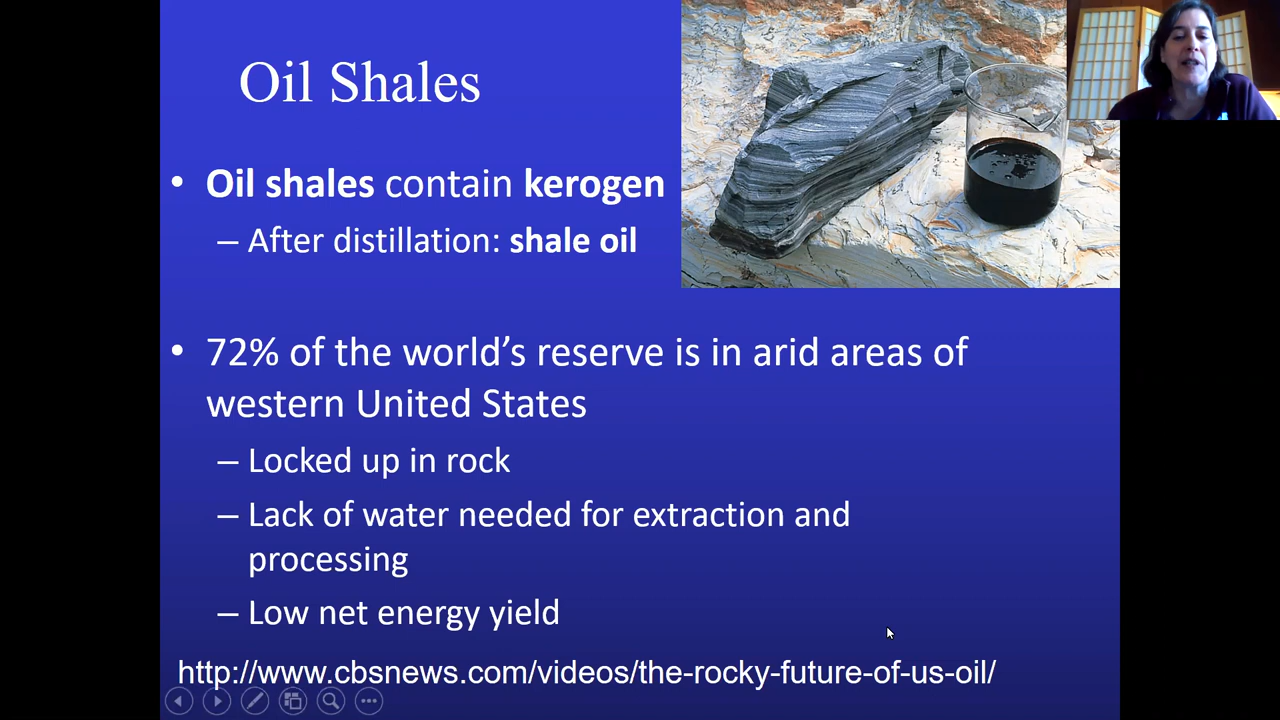 Oil Shales
• Oil shales contain kerogen
– After distillation: shale oil
• 72% of the world’s reserve is in arid areas of
western United States
– Locked up in rock
– Lack of water needed for extraction and
processing
– Low net energy yield
http://www.cbsnews.com/videos/the-rocky-future-of-us-oil/